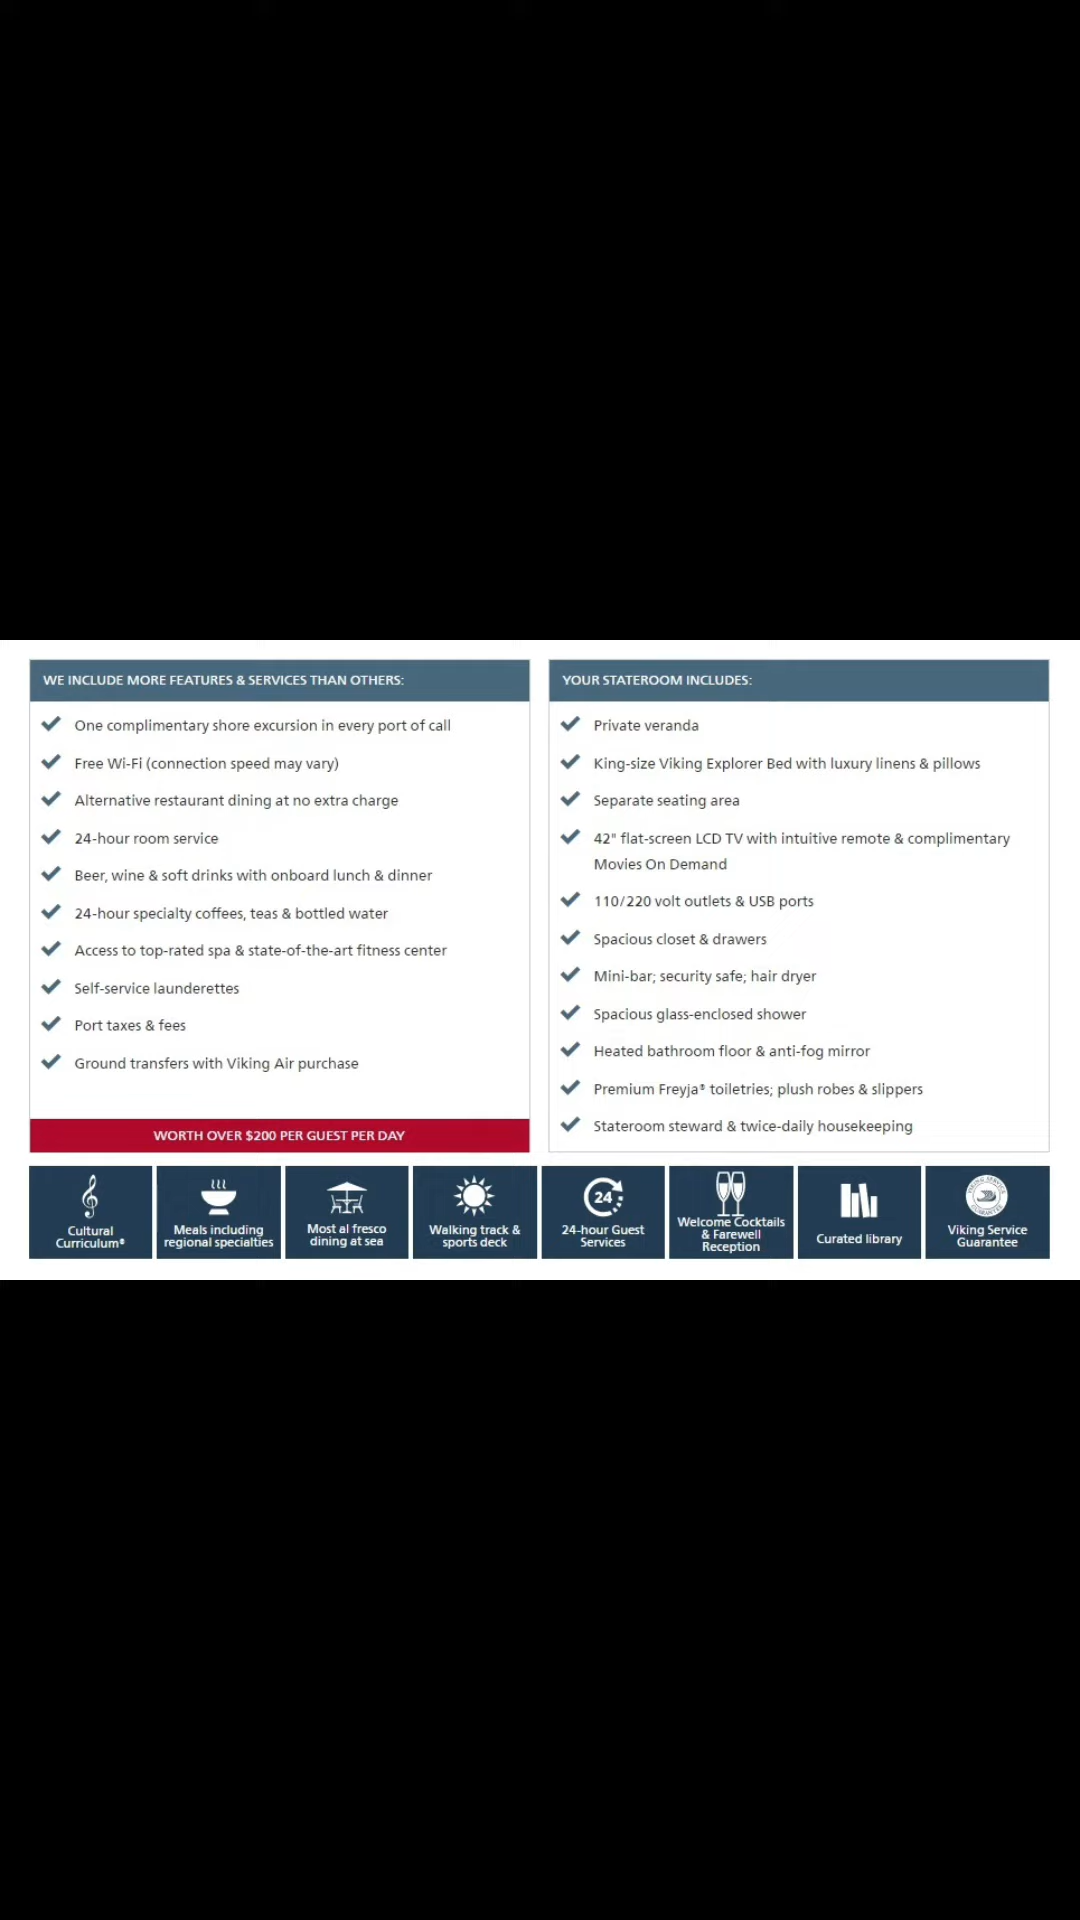 WE INCLUDE MORE FEATURES & SERVICES THAN OTHERS:
One complimentary shore excursion in every port of call
Free Wi-Fi (connection speed may vary)
Alternative restaurant dining at no extra charge
24-hour room service
Beer, wine & soft drinks with onboard lunch & dinner
24-hour specialty coffees, teas & bottled water
Access to top-rated spa & state-of-the-art fitness center
Self-service launderettes
Port taxes & fees
Ground transfers with Viking Air purchase
WORTH OVER $200 PER GUEST PER DAY
YOUR STATEROOM INCLUDES:
Private veranda
King-size Viking Explorer Bed with luxury linens & pillows
Separate seating area
42" flat-screen LCD TV with intuitive remote & complimentary
Movies On Demand
110/220 volt outlets & USB ports
Spacious closet & drawers
Mini-bar; security safe; hair dryer
Spacious glass-enclosed shower
Heated bathroom floor & anti-fog mirror
Premium Freyja® toiletries; plush robes & slippers
Stateroom steward & twice-daily housekeeping
Cultural
Curriculum®
Meals including
regional specialties
Most al fresco
dining at sea
Walking track &
sports deck
24
24-hour Guest
Services
Welcome Cocktails
& Farewell
Reception
Curated library
VIKING SERVICE
GUARANTEE
Viking Service
Guarantee